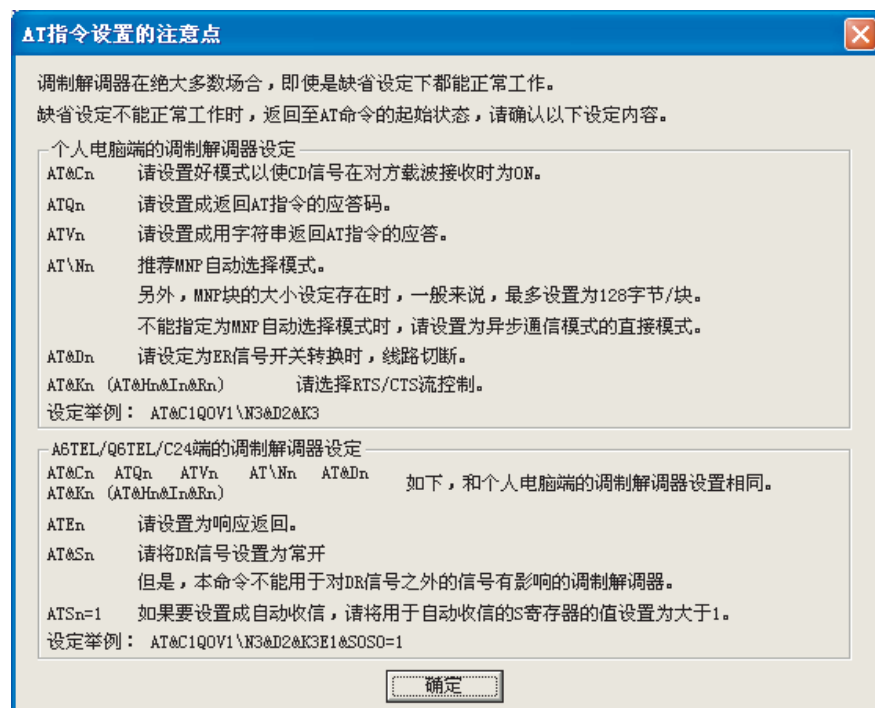 AT指令设置的注意点
调制解调器在绝大多数场合，即使是缺省设定下都能正常工作。
缺省设定不能正常工作时，返回至AT命令的起始状态，请确认以下设定内容。
个人电脑端的调制解调器设定
AT&Cn 请设置好模式以使CD信号在对方载波接收时为ON。
ATQn 请设置成返回AT指令的应答码。
ATVn 请设置成用字符串返回AT指令的应答。
AT\Nn 推荐MNP自动选择模式。
另外，MNP块的大小设定存在时，一般来说，最多设置为128字节/块。
不能指定为MNP自动选择模式时，请设置为异步通信模式的直接模式。
AT&Dn 请设定为ER信号开关转换时，线路切断。
AT&Kn (AT&Hn&In&Rn) 请选择RTS/CTS流控制。
设定举例： AT&C1Q0V1\N3&D2&K3
A6TEL/Q6TEL/C24端的调制解调器设定
AT&Cn ATQn ATVn AT\Nn AT&Dn
AT&Kn (AT&Hn&In&Rn) 如下，和个人电脑端的调制解调器设置相同。
ATEn 请设置为响应返回。
AT&Sn 请将DR信号设置为常开
但是，本命令不能用于对DR信号之外的信号有影响的调制解调器。
ATSn=1 如果要设置成自动收信，请将用于自动收信的S寄存器的值设置为大于1。
设定举例： AT&C1Q0V1\N3&D2&K3E1&S0S0=1
确定